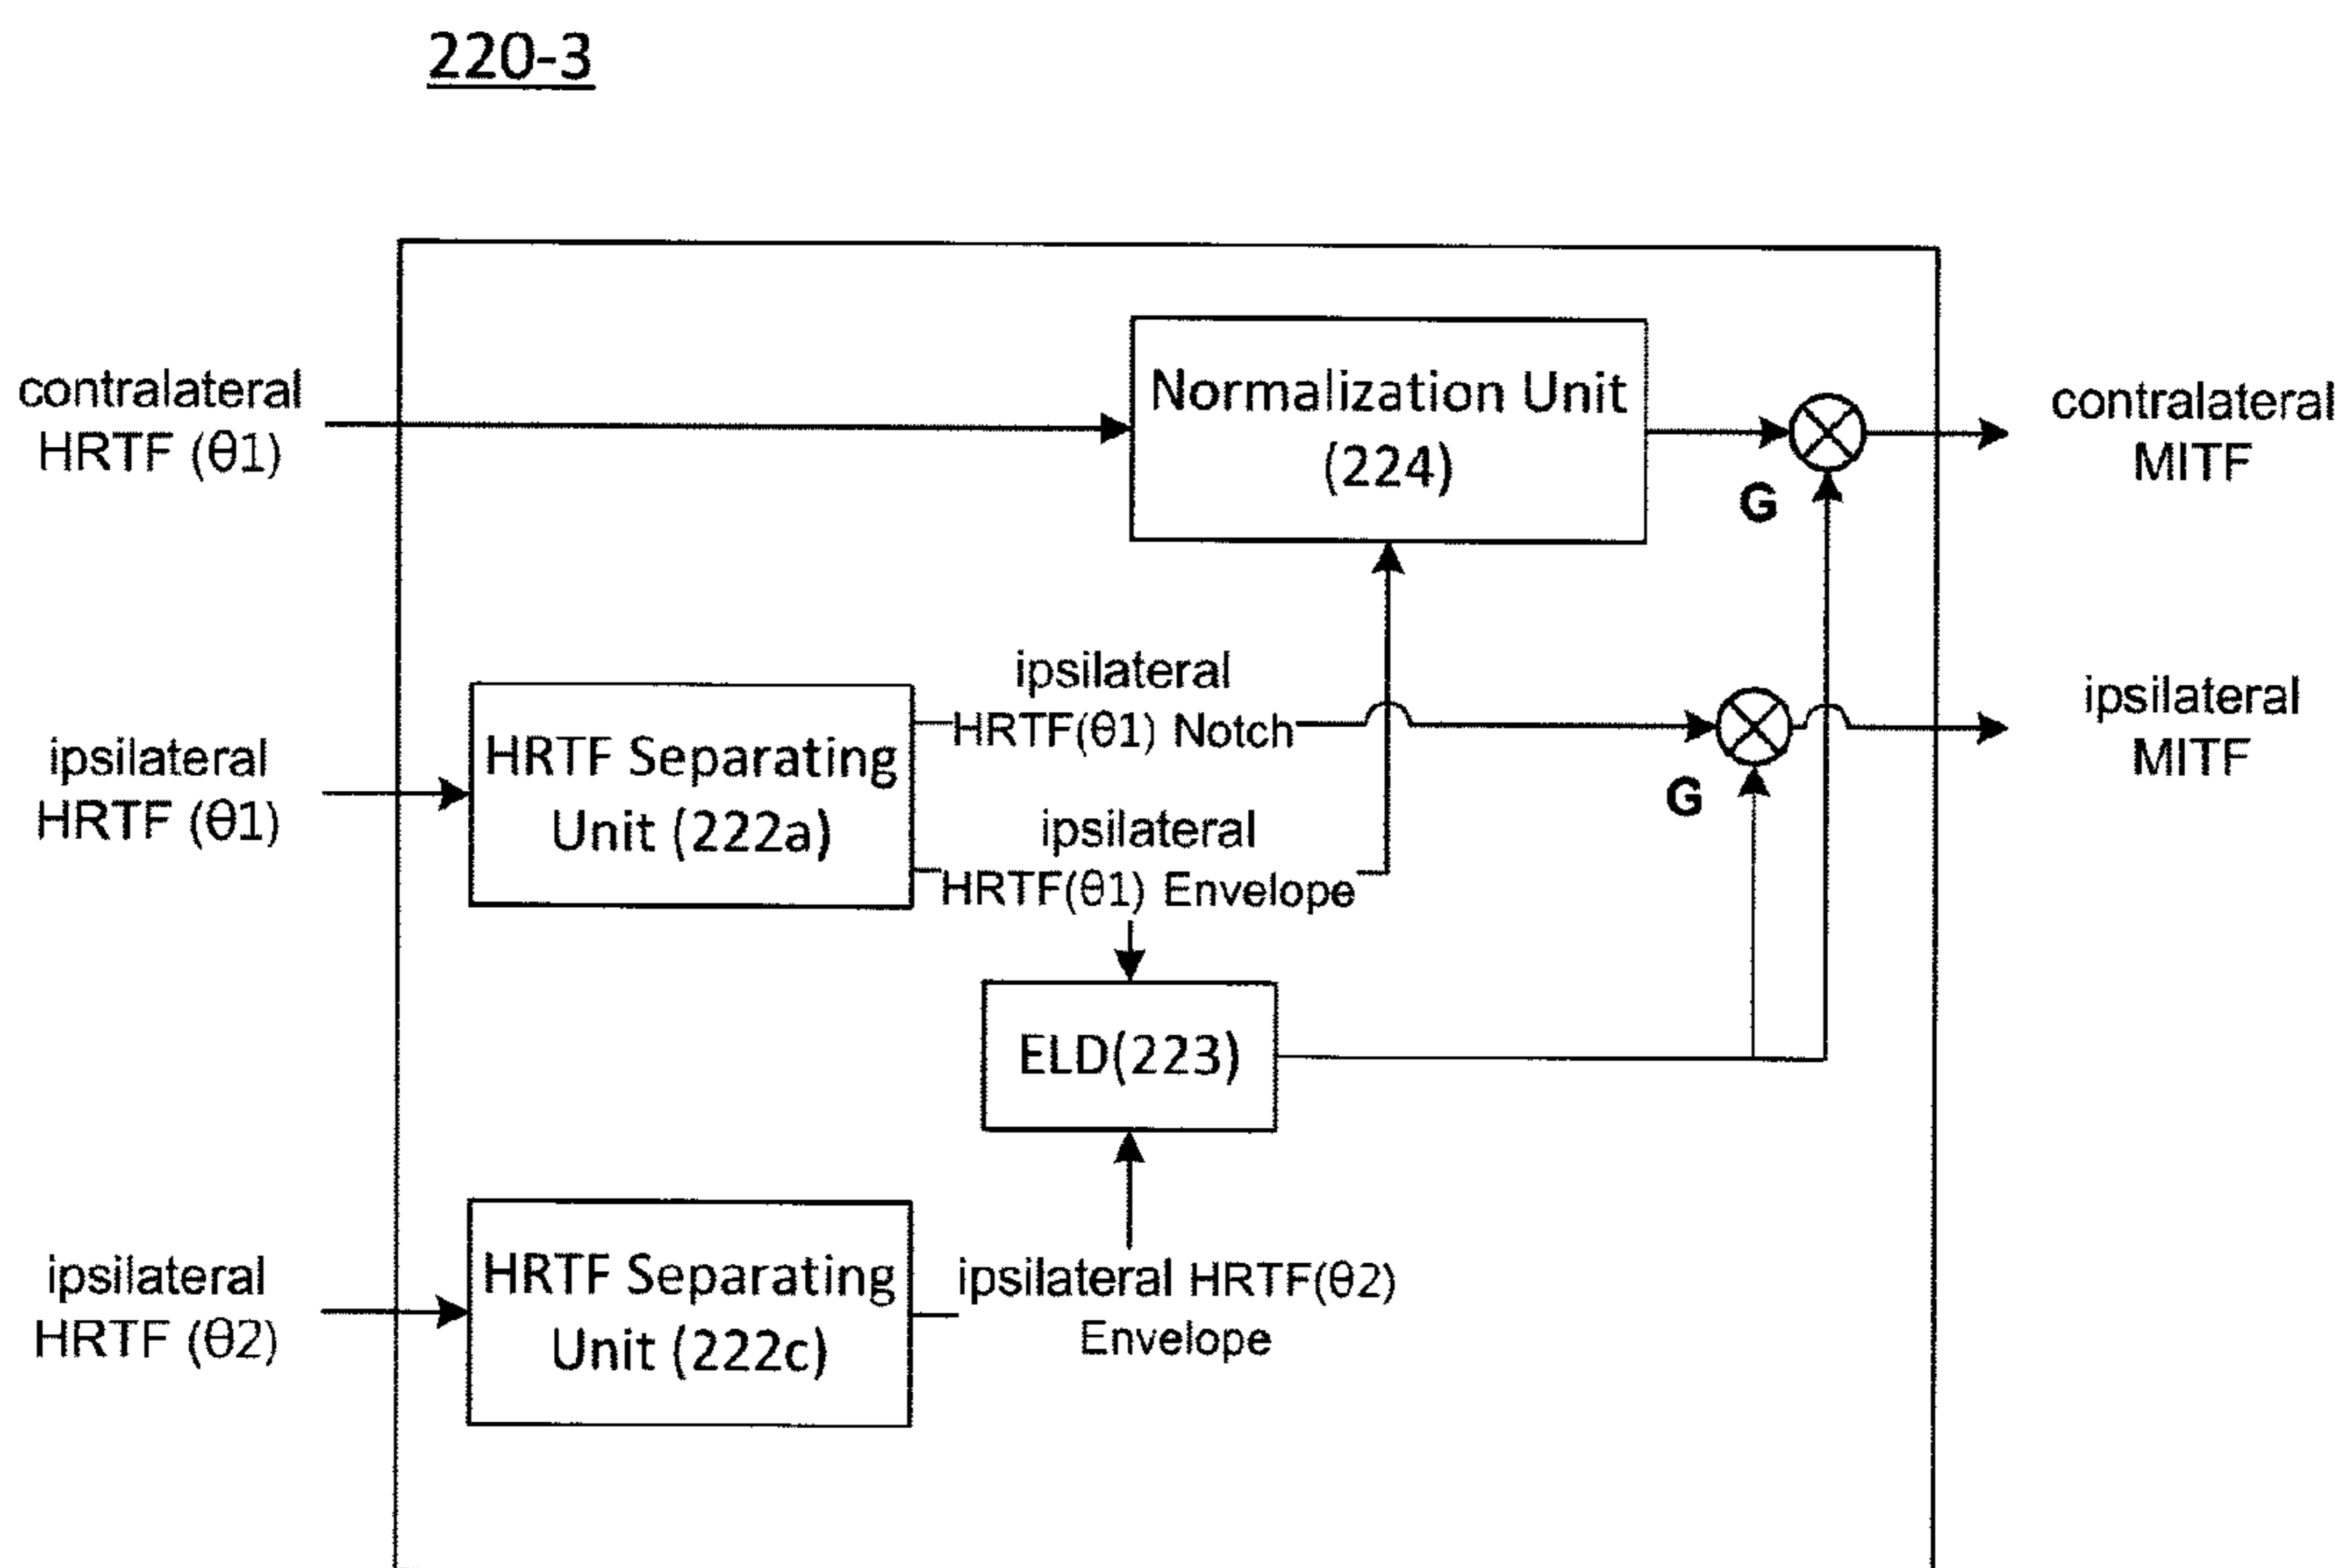 220-3
contralateral
HRTF (θ1)
Normalization Unit
(224)
G
contralateral
MITF
ipsilateral
HRTF (θ1)
HRTF Separating
Unit (222a)
ipsilateral
HRTF(θ1) Notch
ipsilateral
HRTF(θ1) Envelope
G
ipsilateral
MITF
ELD(223)
ipsilateral
HRTF (θ2)
HRTF Separating
Unit (222c)
ipsilateral HRTF(θ2)
Envelope